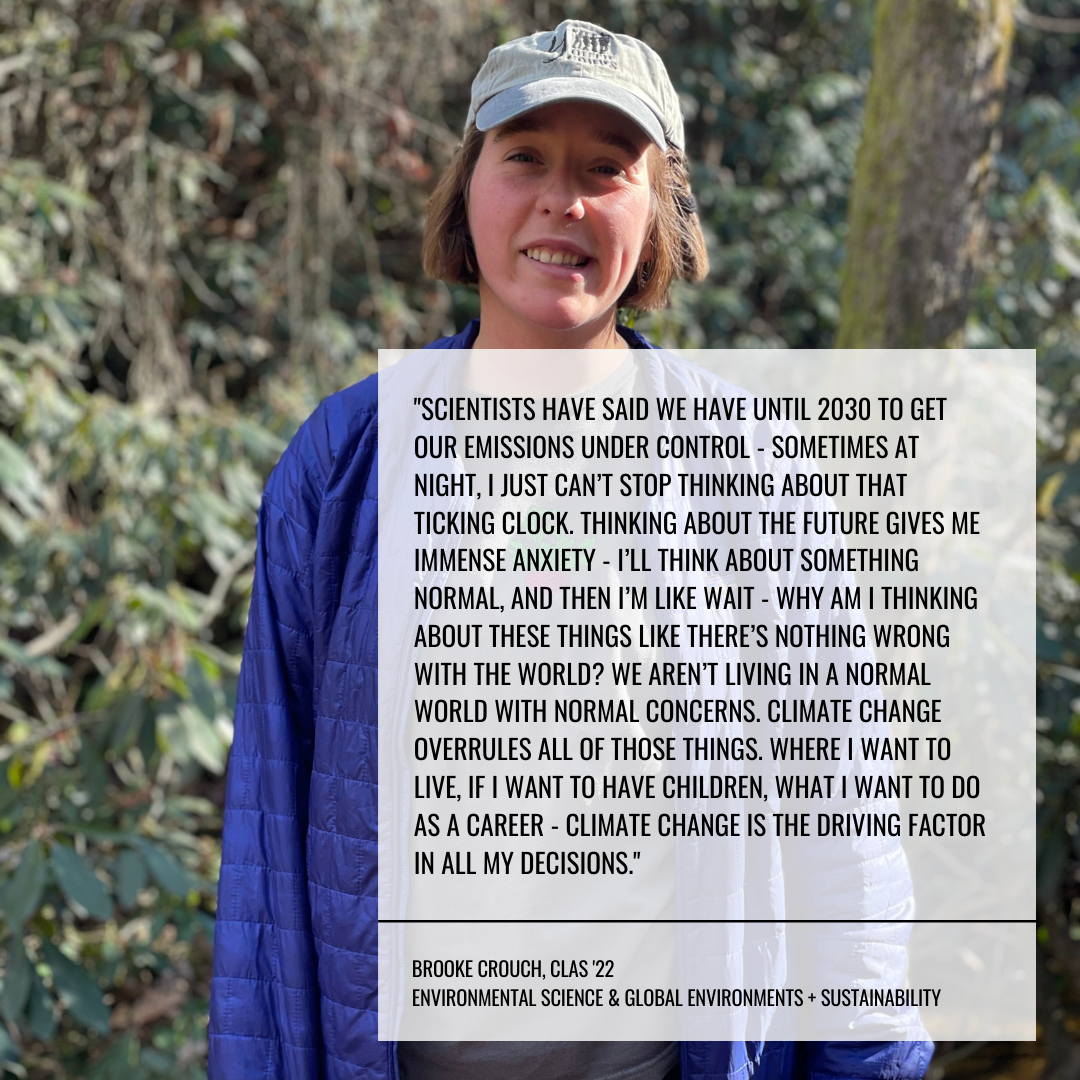 "SCIENTISTS HAVE SAID WE HAVE UNTIL 2030 TO GET
OUR EMISSIONS UNDER CONTROL - SOMETIMES AT
NIGHT, I JUST CAN’T STOP THINKING ABOUT THAT
TICKING CLOCK. THINKING ABOUT THE FUTURE GIVES ME
IMMENSE ANXIETY - I’LL THINK ABOUT SOMETHING
NORMAL, AND THEN I’M LIKE WAIT - WHY AM I THINKING
ABOUT THESE THINGS LIKE THERE’S NOTHING WRONG
WITH THE WORLD? WE AREN’T LIVING IN A NORMAL
WORLD WITH NORMAL CONCERNS. CLIMATE CHANGE
OVERRULES ALL OF THOSE THINGS. WHERE I WANT TO
LIVE, IF I WANT TO HAVE CHILDREN, WHAT I WANT TO DO
AS A CAREER - CLIMATE CHANGE IS THE DRIVING FACTOR
IN ALL MY DECISIONS."
BROOKE CROUCH, CLAS '22
ENVIRONMENTAL SCIENCE & GLOBAL ENVIRONMENTS + SUSTAINABILITY